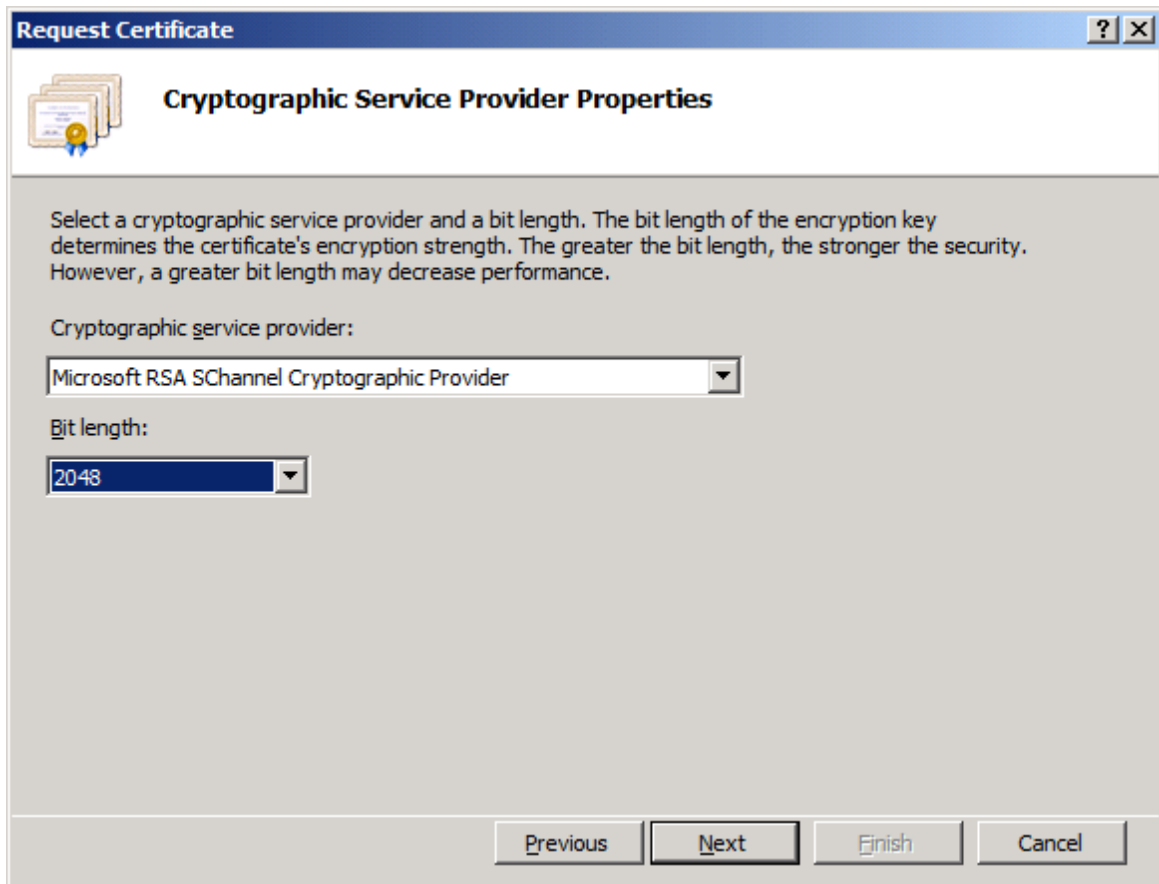 Request Certificate
Cryptographic Service Provider Properties
Select a cryptographic service provider and a bit length. The bit length of the encryption key
determines the certificate's encryption strength. The greater the bit length, the stronger the security.
However, a greater bit length may decrease performance.
Cryptographic service provider:
Microsoft RSA SChannel Cryptographic Provider
Bit length:
2048
Previous Next Finish Cancel